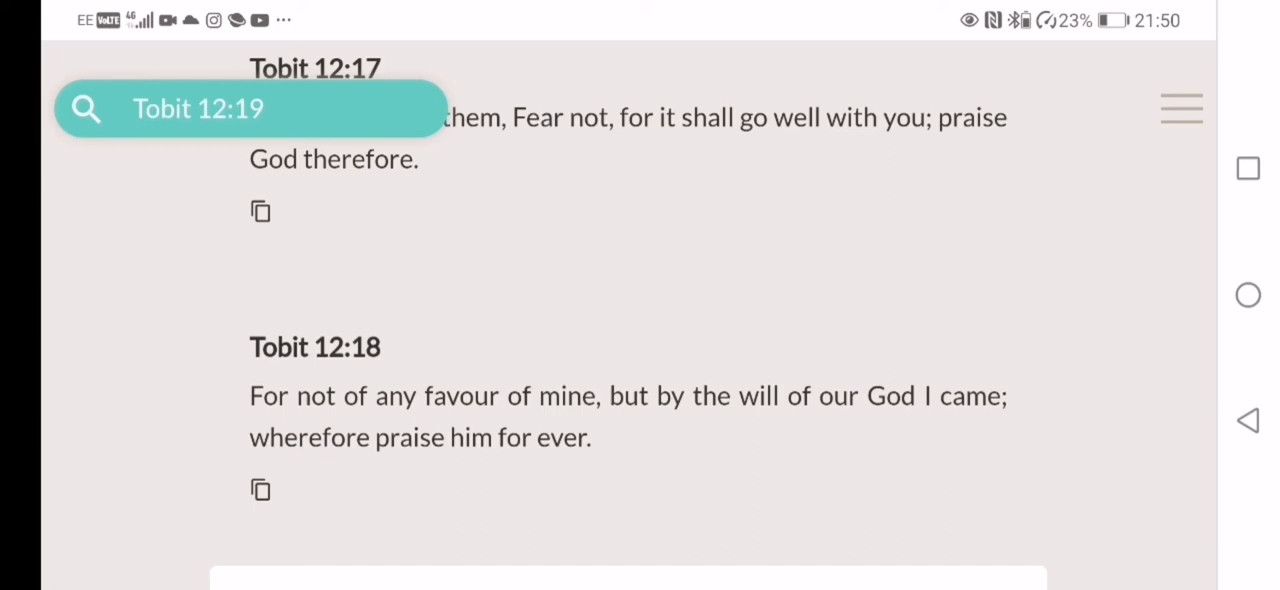 EE VoLTE 4G 23% 21:50
Tobit 12:17
Tobit 12:19
them, Fear not, for it shall go well with you; praise
God therefore.
Tobit 12:18
For not of any favour of mine, but by the will of our God I came;
wherefore praise him for ever.